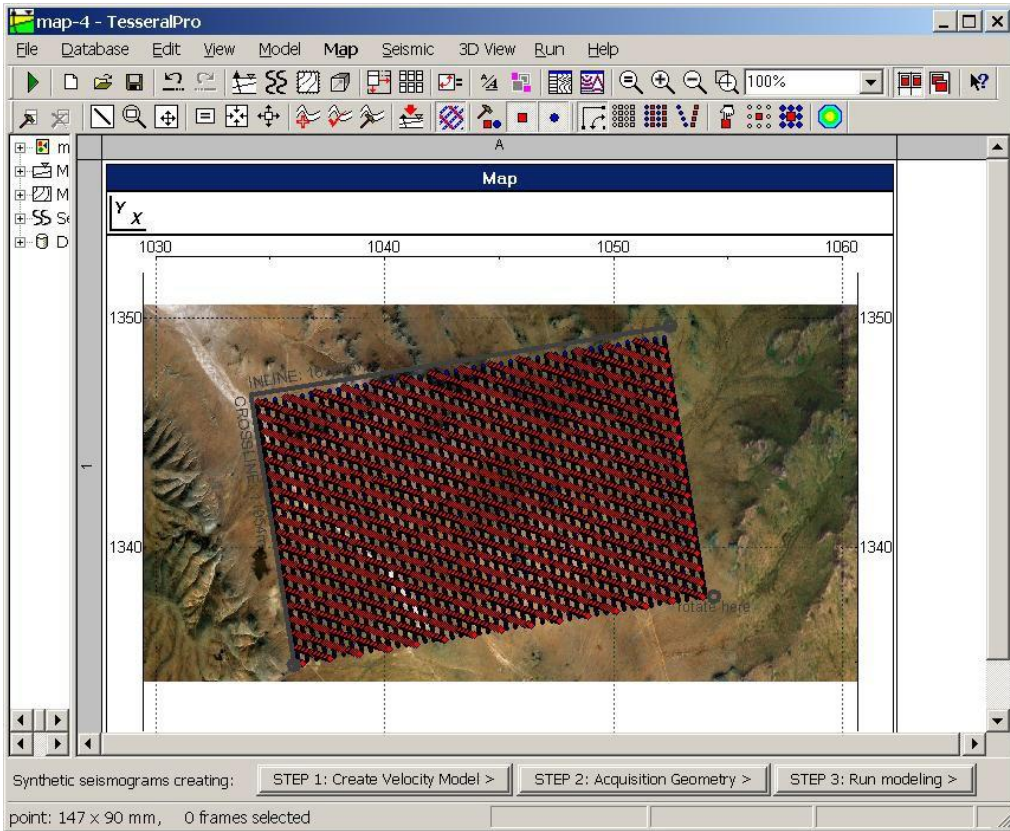 map-4 - TesseralPro
File Database Edit View Model Map Seismic 3D View Run Help
100%
m
A
M
Map
M
Y X
D
1030 1040 1050 1060
1350 1350
INLINE:
CROSSLINE
1
1340 1340
rotate here
Synthetic seismograms creating: STEP 1: Create Velocity Model > STEP 2: Acquisition Geometry > STEP 3: Run modeling >
point: 147 x 90 mm, 0 frames selected